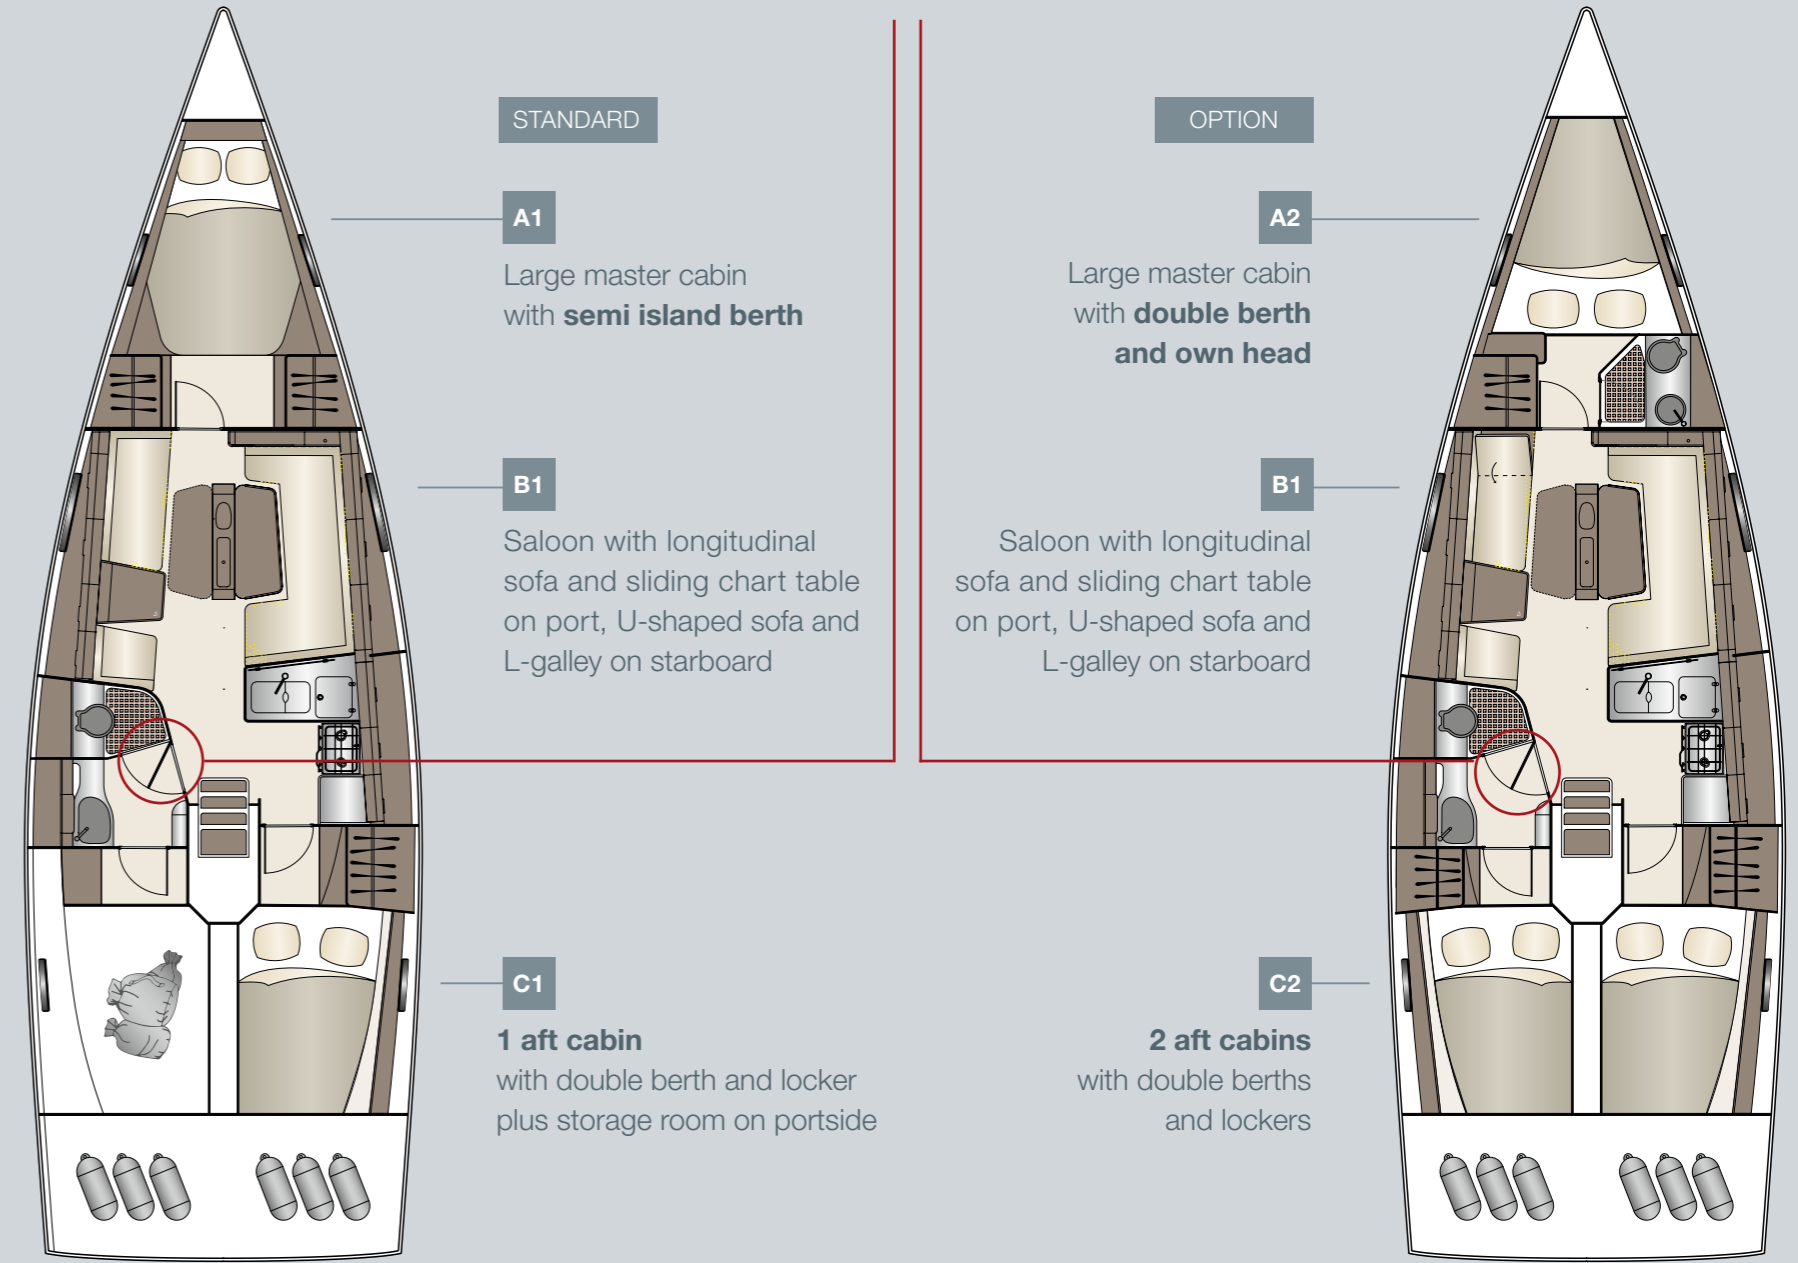 STANDARD
A1
Large master cabin
with semi island berth
B1
Saloon with longitudinal
sofa and sliding chart table
on port, U-shaped sofa and
L-galley on starboard
C1
1 aft cabin
with double berth and locker
plus storage room on portside
OPTION
A2
Large master cabin
with double berth
and own head
B1
Saloon with longitudinal
sofa and sliding chart table
on port, U-shaped sofa and
L-galley on starboard
C2
2 aft cabins
with double berths
and lockers